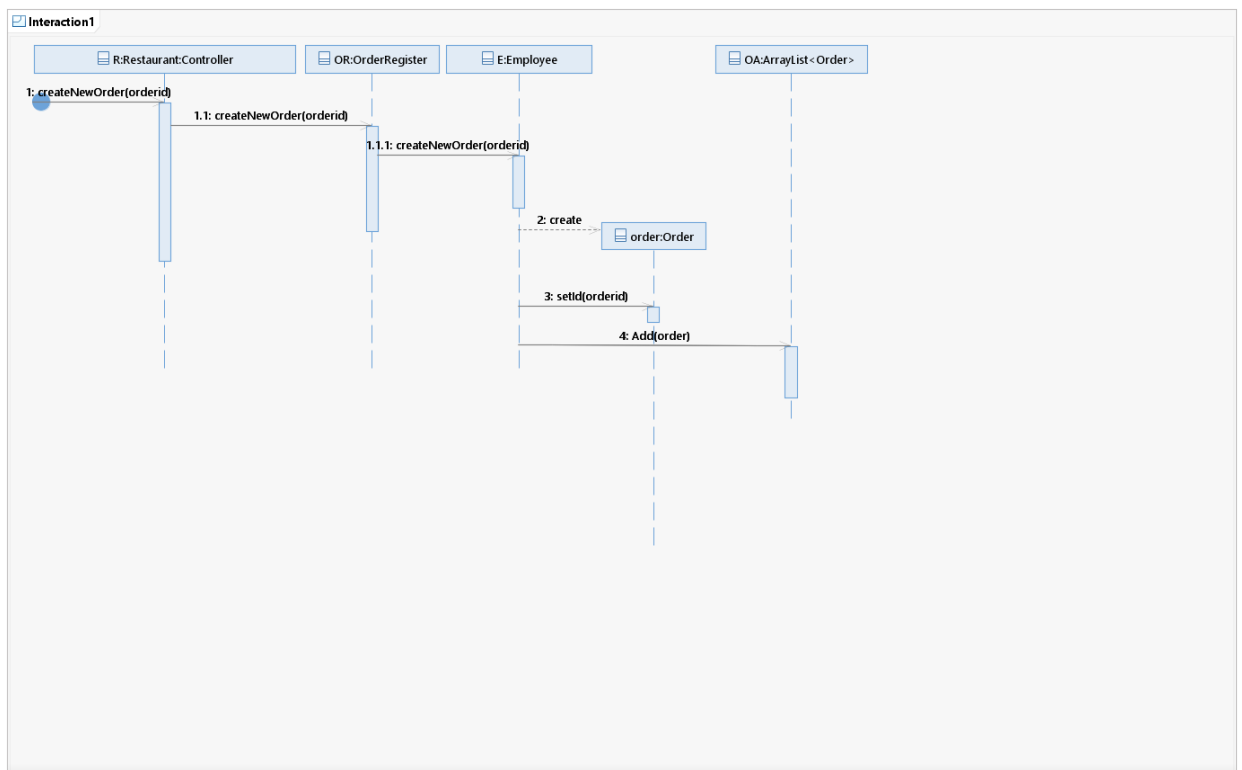 Interaction1
R:Restaurant:Controller
OR:OrderRegister
E:Employee
OA:ArrayList<Order>
1: createNewOrder(orderid)
1.1: createNewOrder(orderid)
1.1.1: createNewOrder(orderid)
2: create
order:Order
3: setId(orderid)
4: Add(order)